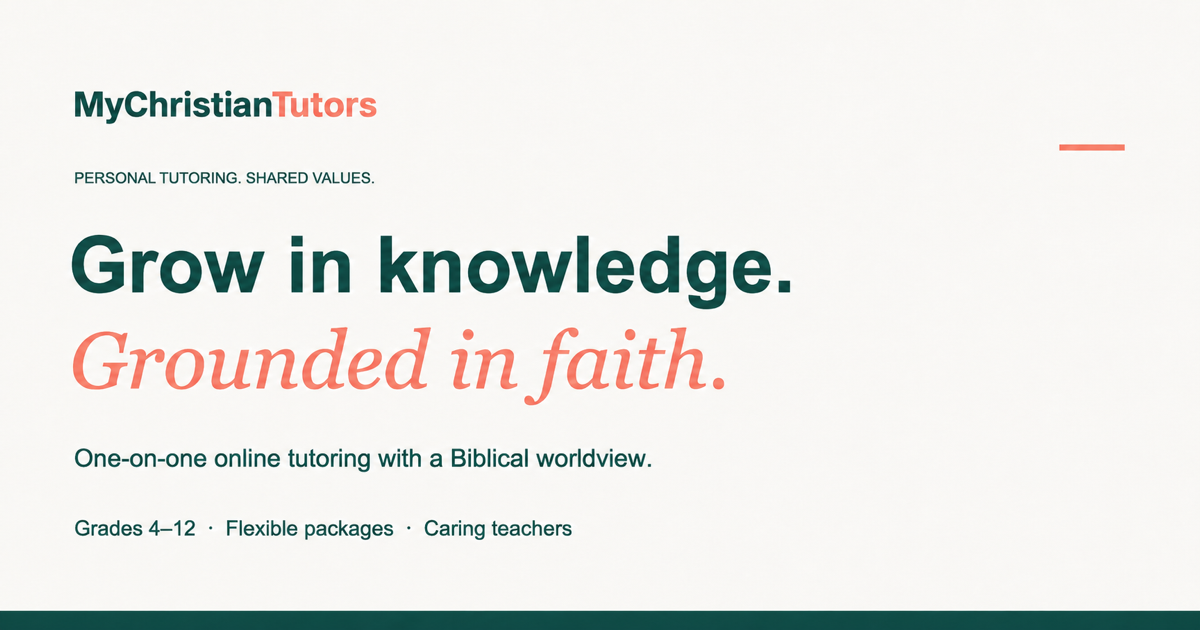 MyChristianTutors
PERSONAL TUTORING. SHARED VALUES.
Grow in knowledge.
Grounded in faith.
One-on-one online tutoring with a Biblical worldview.
Grades 4–12 · Flexible packages · Caring teachers